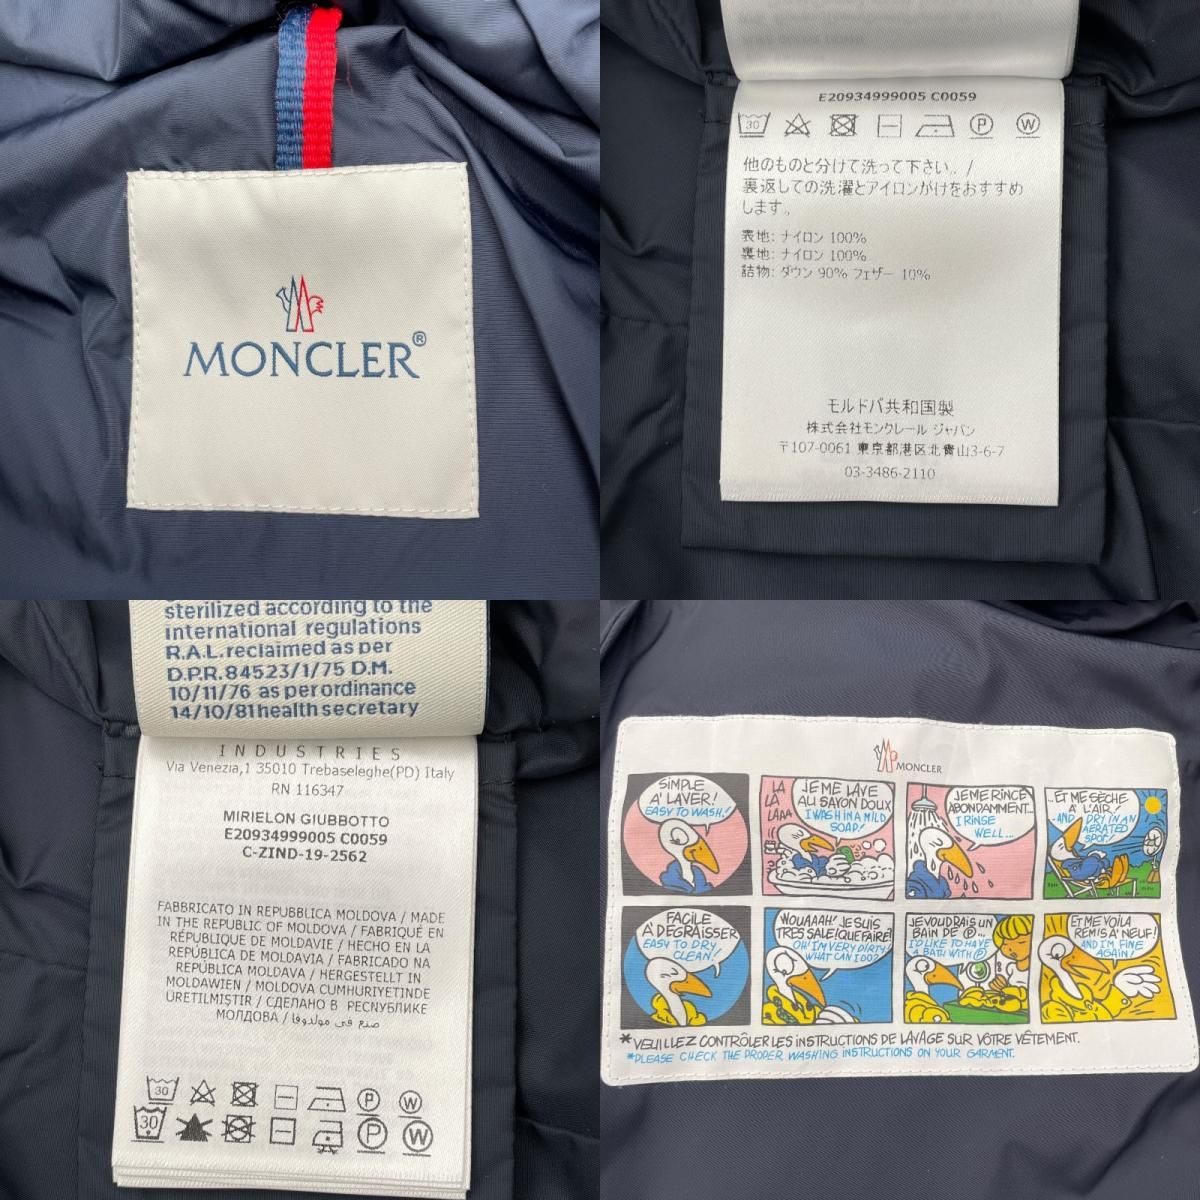 MONCLER®
E20934999005 C0059
30 P W
他のものと分けて洗って下さい。/
裏返しての洗濯とアイロンがけをおすすめ
します。
表地: ナイロン 100%
裏地: ナイロン 100%
詰物: ダウン 90% フェザー 10%
モルドバ共和国製
株式会社モンクレール ジャパン
〒107-0061 東京都港区北青山3-6-7
03-3486-2110
sterilized according to the
international regulations
R.A.L. reclaimed as per
D.P.R. 84523/1/75 D.M.
10/11/76 as per ordinance
14/10/81 health secretary
INDUSTRIES
Via Venezia,1 35010 Trebaseleghe(PD) Italy
RN 116347
MIRIELON GIUBBOTTO
E20934999005 C0059
C-ZIND-19-2562
FABBRICATO IN REPUBBLICA MOLDOVA / MADE
IN THE REPUBLIC OF MOLDOVA / FABRIQUÉ EN
RÉPUBLIQUE DE MOLDAVIE / HECHO EN LA
REPÚBLICA DE MOLDAVIA / FABRICADO NA
REPÚBLICA MOLDAVA / HERGESTELLT IN
MOLDAWIEN / MOLDOVA CUMHURIYETINDE
ÜRETILMIŞTIR / СДЕЛАНО В РЕСПУБЛИКЕ
МОЛДОВА / صنع في مولدوفا
30 P W
30 P W
MONCLER
SIMPLE
A' LAVER!
EASY TO WASH!
LA
LA
LAAA
JE ME LAVE
AU SAYON DOUX
I WASH IN A MILD
SOAP!
JE ME RINCE
ABONDAMMENT...
I RINSE
WELL...
...ET ME SÈCHE
A' L'AIR!
...AND DRY IN AN
AERATED
SPOT!
FACILE
A' DÉGRAISSER
EASY TO DRY
CLEAN!
WOUAAAH! JE SUIS
TRES SALE! QUE FAIRE!
OH! I'M VERY DIRTY!
WHAT CAN I DO?
JE VOUDRAIS UN
BAIN DE P...
I'D LIKE TO HAVE
A BATH WITH P
ET ME VOILA
REMIS A' NEUF!
AND I'M FINE
AGAIN!
*VEUILLEZ CONTRÔLER LES INSTRUCTIONS DE LAVAGE SUR VÔTRE VÊTEMENT.
*PLEASE CHECK THE PROPER WASHING INSTRUCTIONS ON YOUR GARMENT.